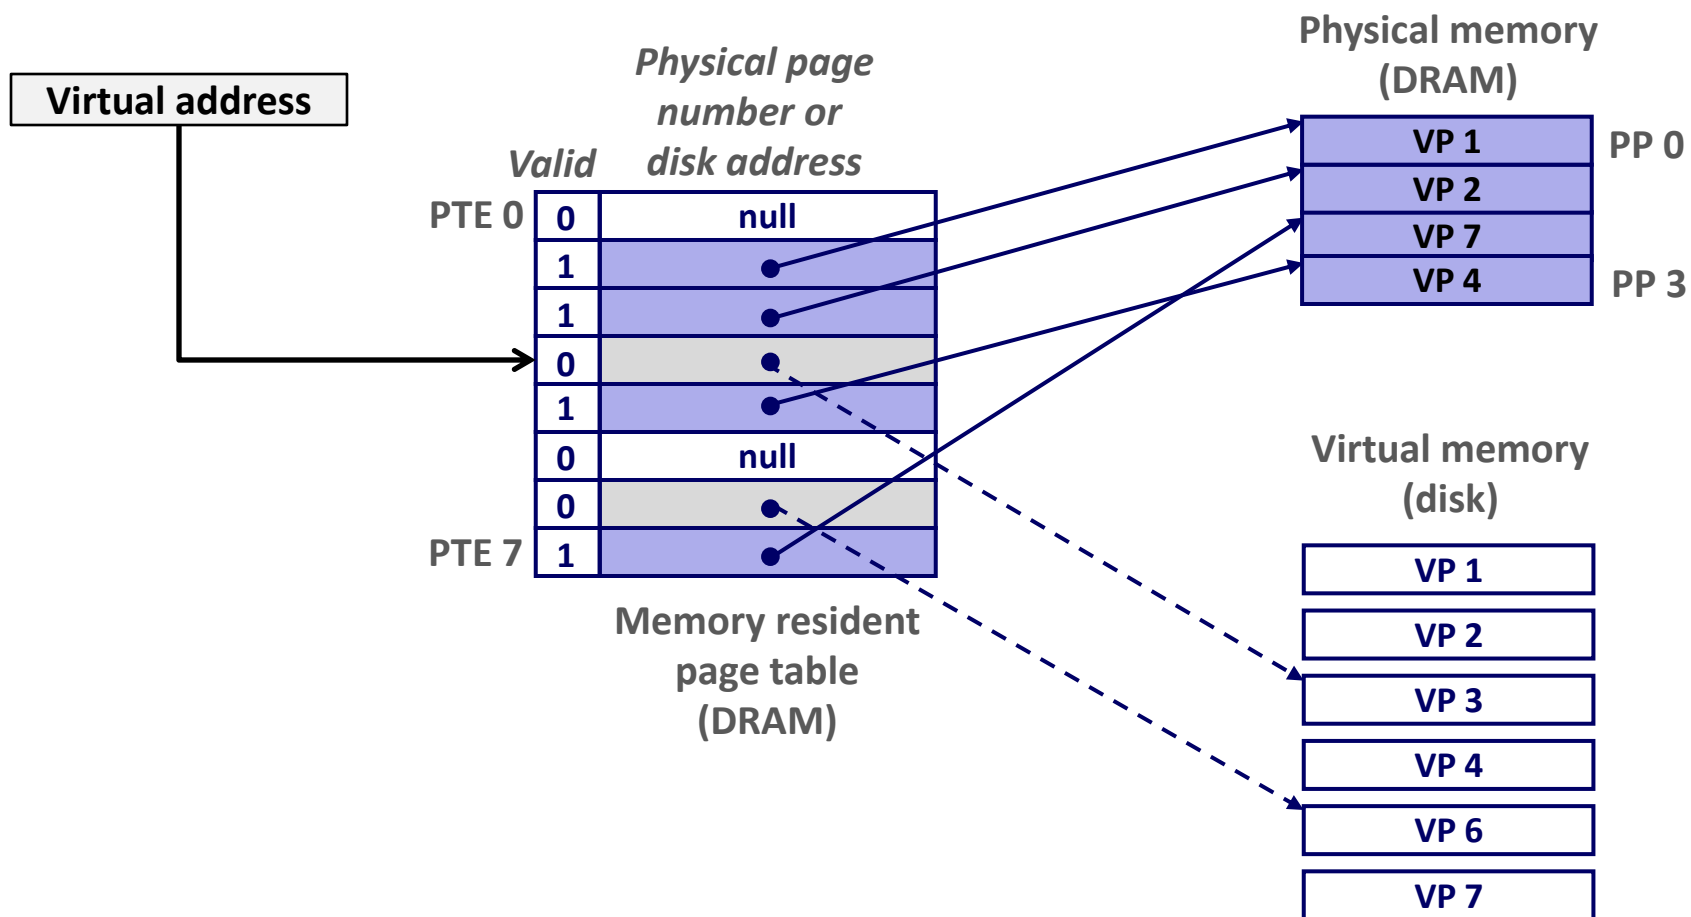 Virtual address
Physical page
number or
disk address
Valid
PTE 0
0
null
1
1
0
1
0
null
0
PTE 7
1
Memory resident
page table
(DRAM)
Physical memory
(DRAM)
VP 1
PP 0
VP 2
VP 7
VP 4
PP 3
Virtual memory
(disk)
VP 1
VP 2
VP 3
VP 4
VP 6
VP 7